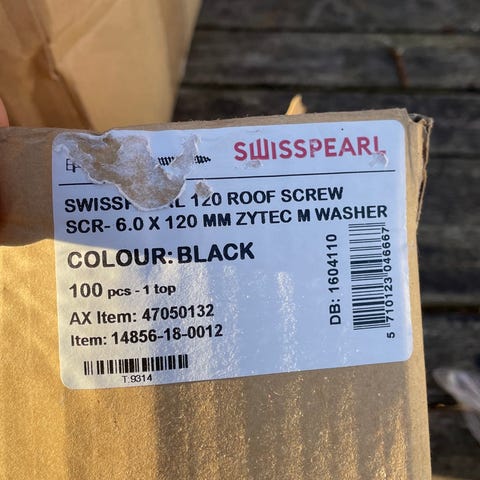 SWISSPEARL
120 ROOF SCREW
SCR- 6.0 X 120 MM ZYTEC M WASHER
COLOUR: BLACK
100 pcs - 1 top
AX Item: 47050132
Item: 14856-18-0012
T:9314
DB: 1604110
5 710123 046667